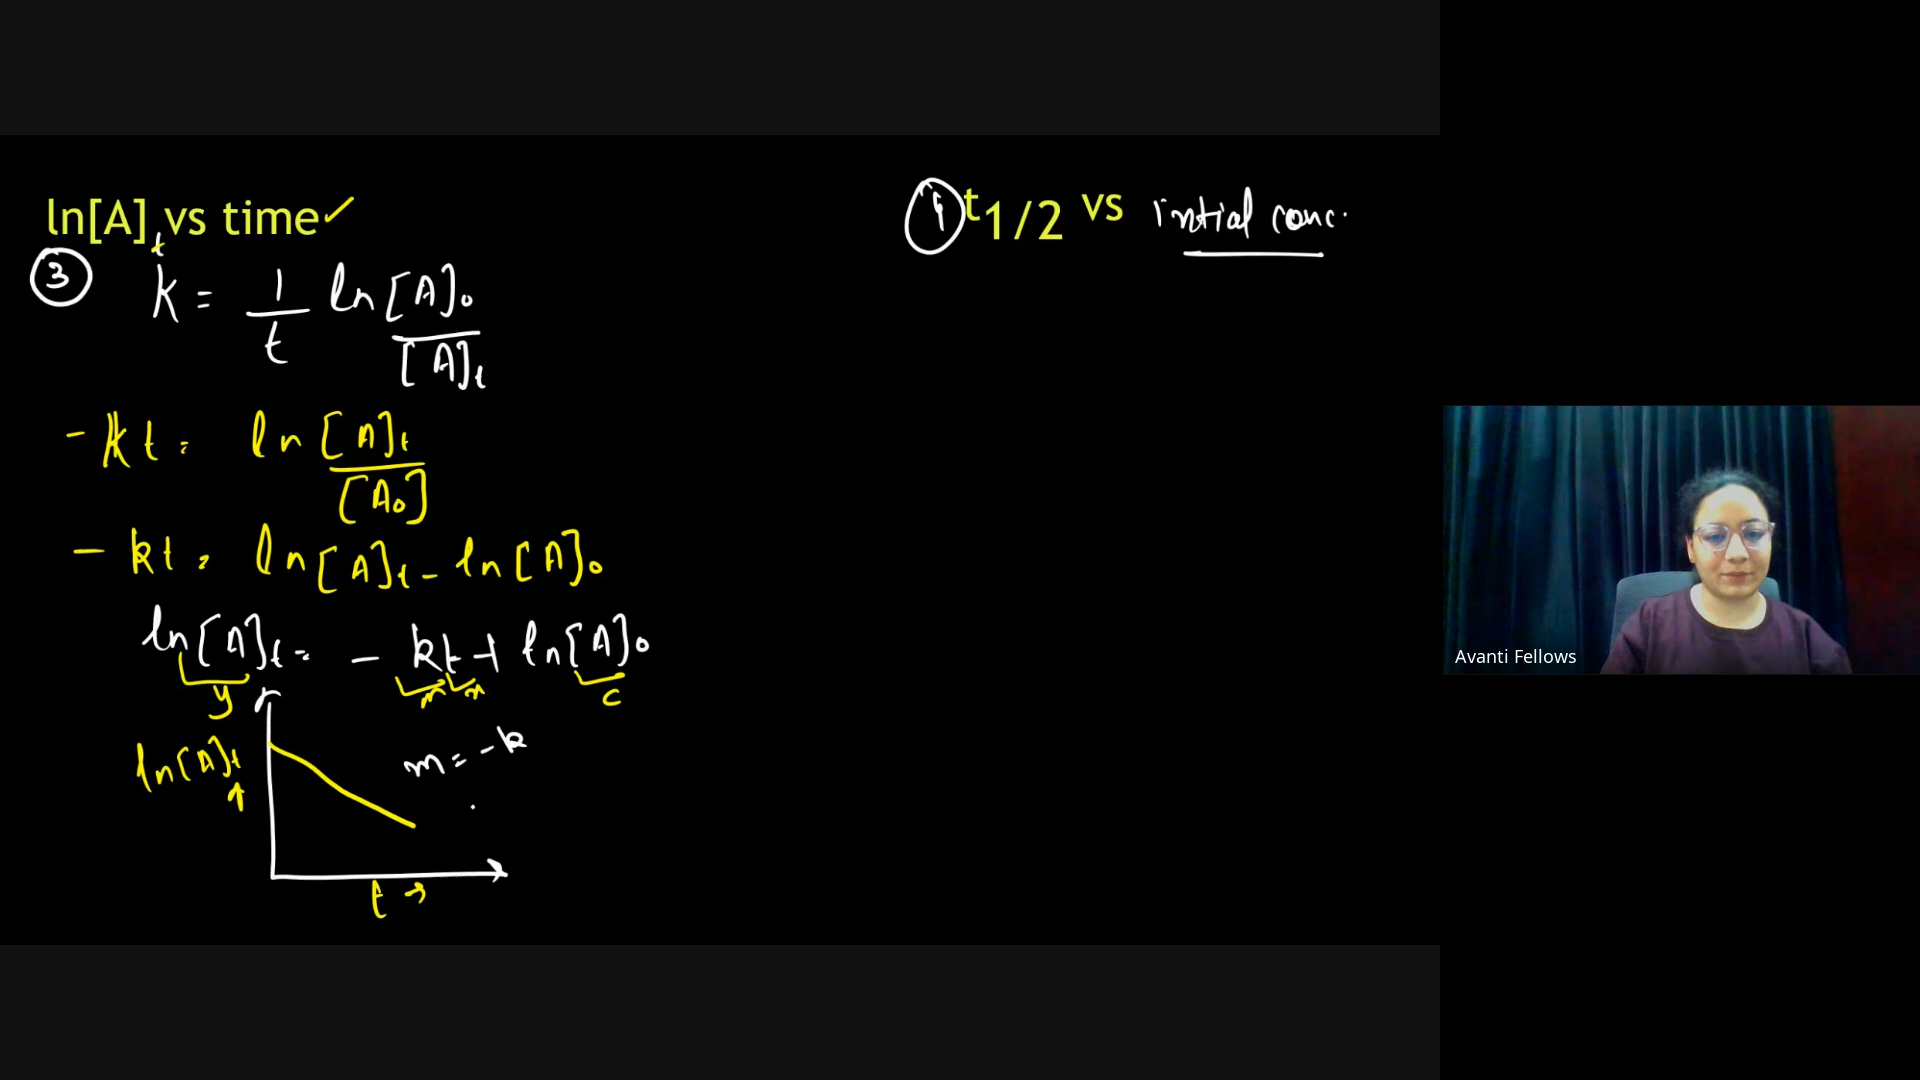 ln[A]t vs time ✓
③ k = 1/t ln [A]₀/[A]t
- kt = ln [A]t/[A₀]
- kt = ln[A]t - ln[A]₀
ln[A]t = - kt + ln[A]₀
y m x c
ln[A]t ↑
m = -k
t →
④ t1/2 vs intial conc.
Avanti Fellows